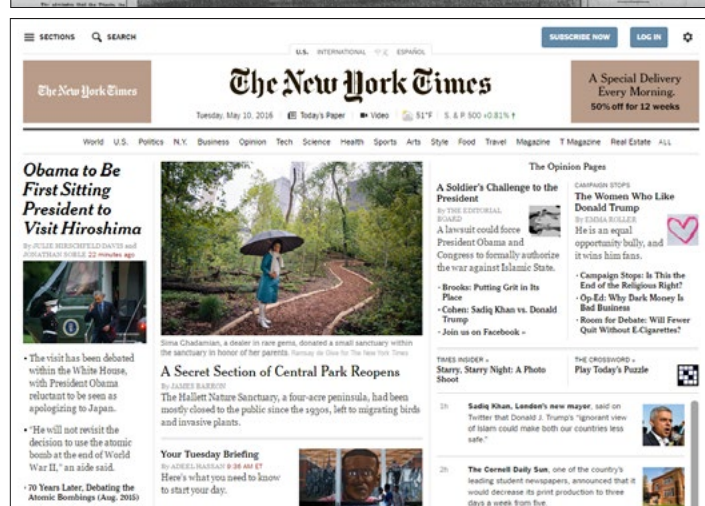 SECTIONS SEARCH
SUBSCRIBE NOW LOG IN
U.S. INTERNATIONAL 中文 ESPAÑOL
The New York Times
The New York Times
A Special Delivery
Every Morning.
50% off for 12 weeks
Tuesday, May 10, 2016 Today's Paper Video 51°F S. & P. 500 +0.81% ↑
World U.S. Politics N.Y. Business Opinion Tech Science Health Sports Arts Style Food Travel Magazine T Magazine Real Estate ALL
Obama to Be
First Sitting
President to
Visit Hiroshima
By JULIE HIRSCHFELD DAVIS and
JONATHAN SOBLE 22 minutes ago
• The visit has been debated
within the White House,
with President Obama
reluctant to be seen as
apologizing to Japan.
• "He will not revisit the
decision to use the atomic
bomb at the end of World
War II," an aide said.
· 70 Years Later, Debating the
Atomic Bombings (Aug. 2015)
Sima Ghadamian, a dealer in rare gems, donated a small sanctuary within
the sanctuary in honor of her parents. Ramsay de Give for The New York Times
A Secret Section of Central Park Reopens
By JAMES BARRON
The Hallett Nature Sanctuary, a four-acre peninsula, had been
mostly closed to the public since the 1930s, left to migrating birds
and invasive plants.
Your Tuesday Briefing
By ADEEL HASSAN 9:36 AM ET
Here's what you need to know
to start your day.
The Opinion Pages
A Soldier's Challenge to the
President
By THE EDITORIAL
BOARD
A lawsuit could force
President Obama and
Congress to formally authorize
the war against Islamic State.
· Brooks: Putting Grit in Its
Place
· Cohen: Sadiq Khan vs. Donald
Trump
· Join us on Facebook »
CAMPAIGN STOPS
The Women Who Like
Donald Trump
By EMMA ROLLER
He is an equal
opportunity bully, and
it wins him fans.
· Campaign Stops: Is This the
End of the Religious Right?
· Op-Ed: Why Dark Money Is
Bad Business
· Room for Debate: Will Fewer
Quit Without E-Cigarettes?
TIMES INSIDER »
Starry, Starry Night: A Photo
Shoot
THE CROSSWORD »
Play Today's Puzzle
1h Sadiq Khan, London's new mayor, said on
Twitter that Donald J. Trump's "ignorant view
of Islam could make both our countries less
safe."
2h The Cornell Daily Sun, one of the country's
leading student newspapers, announced that it
would decrease its print production to three
days a week from five.